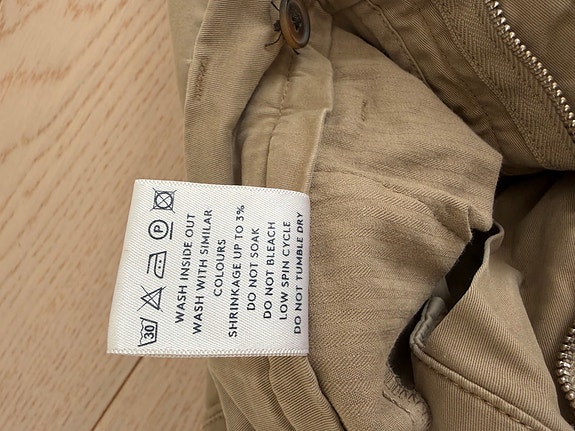 30 P
WASH INSIDE OUT
WASH WITH SIMILAR
COLOURS
SHRINKAGE UP TO 3%
DO NOT SOAK
DO NOT BLEACH
LOW SPIN CYCLE
DO NOT TUMBLE DRY